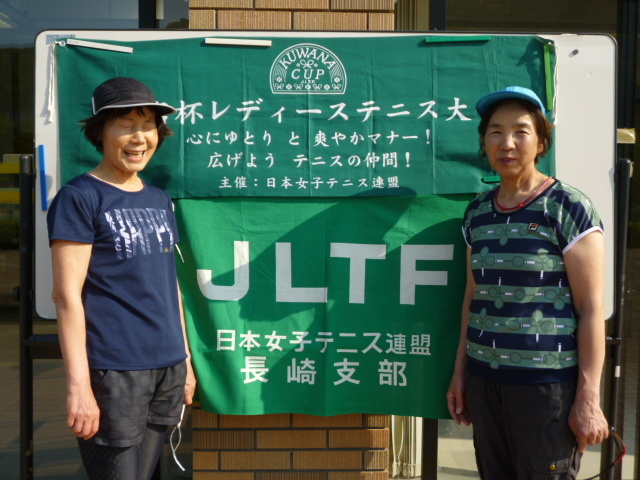 KUWANA
CUP
JLTF
杯レディーステニス大
心にゆとり と 爽やかマナー!
広げよう テニスの仲間!
主催:日本女子テニス連盟
JLTF
日本女子テニス連盟
長崎支部